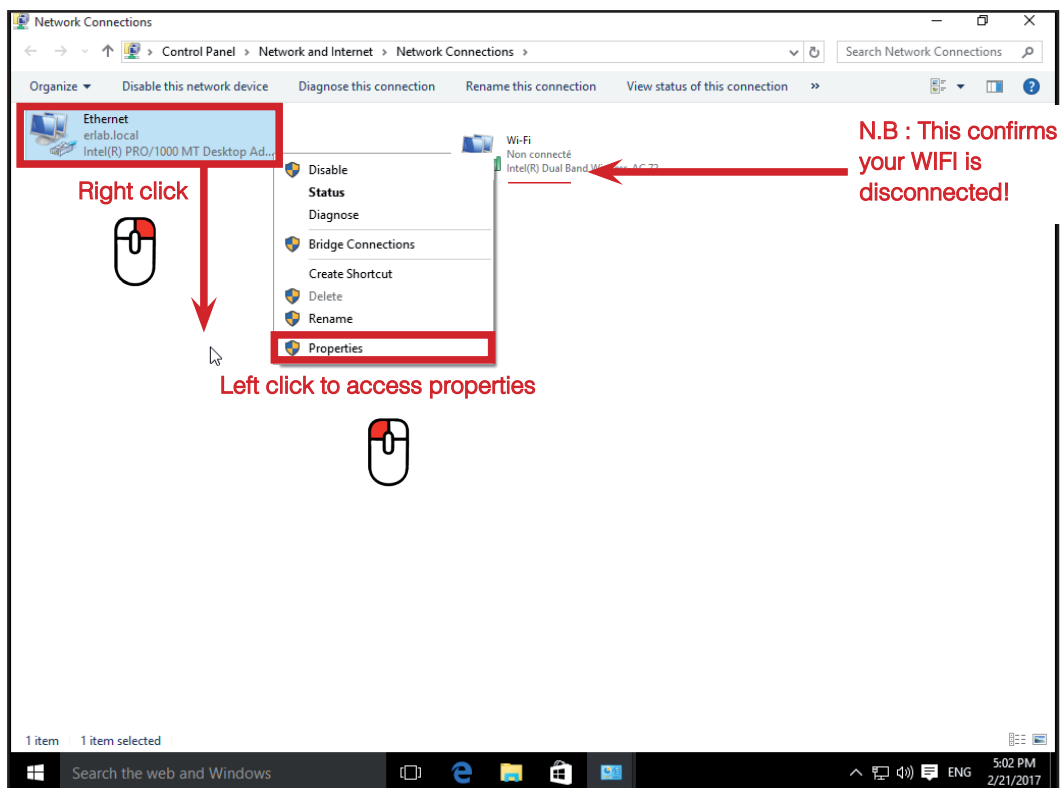 Network Connections
Control Panel > Network and Internet > Network Connections >
Search Network Connections
Organize
Disable this network device
Diagnose this connection
Rename this connection
View status of this connection
»
Ethernet
erlab.local
Intel(R) PRO/1000 MT Desktop Ad...
Wi-Fi
Non connecté
Intel(R) Dual Band Wireless-AC 72
N.B : This confirms
your WIFI is
disconnected!
Right click
Disable
Status
Diagnose
Bridge Connections
Create Shortcut
Delete
Rename
Properties
Left click to access properties
1 item
1 item selected
Search the web and Windows
ENG
5:02 PM
2/21/2017